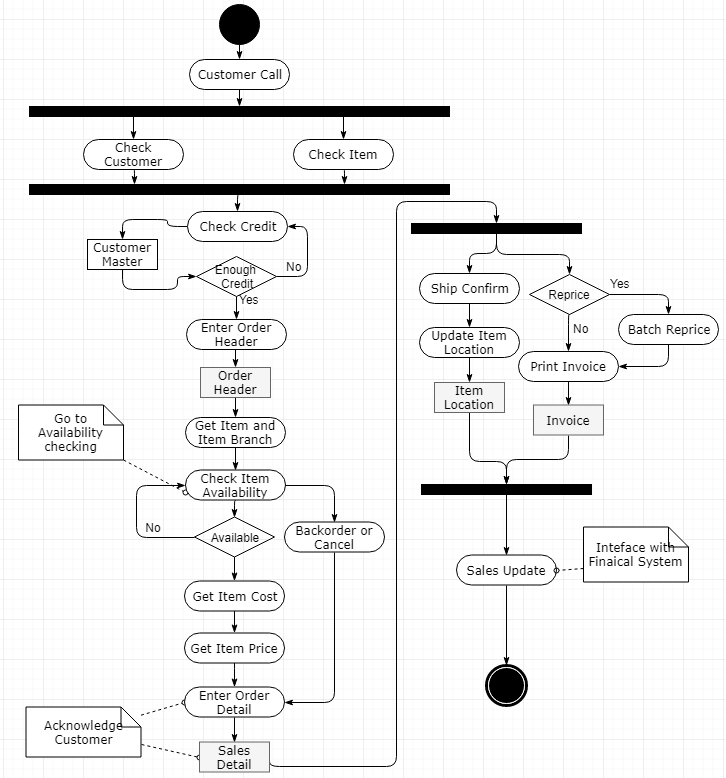 Customer Call
Check
Customer
Check Item
Check Credit
Customer
Master
Enough
Credit
No
Yes
Enter Order
Header
Order
Header
Get Item and
Item Branch
Go to
Availability
checking
Check Item
Availability
No
Available
Backorder or
Cancel
Get Item Cost
Get Item Price
Enter Order
Detail
Acknowledge
Customer
Sales
Detail
Ship Confirm
Reprice
Yes
No
Update Item
Location
Batch Reprice
Print Invoice
Item
Location
Invoice
Sales Update
Inteface with
Finaical System